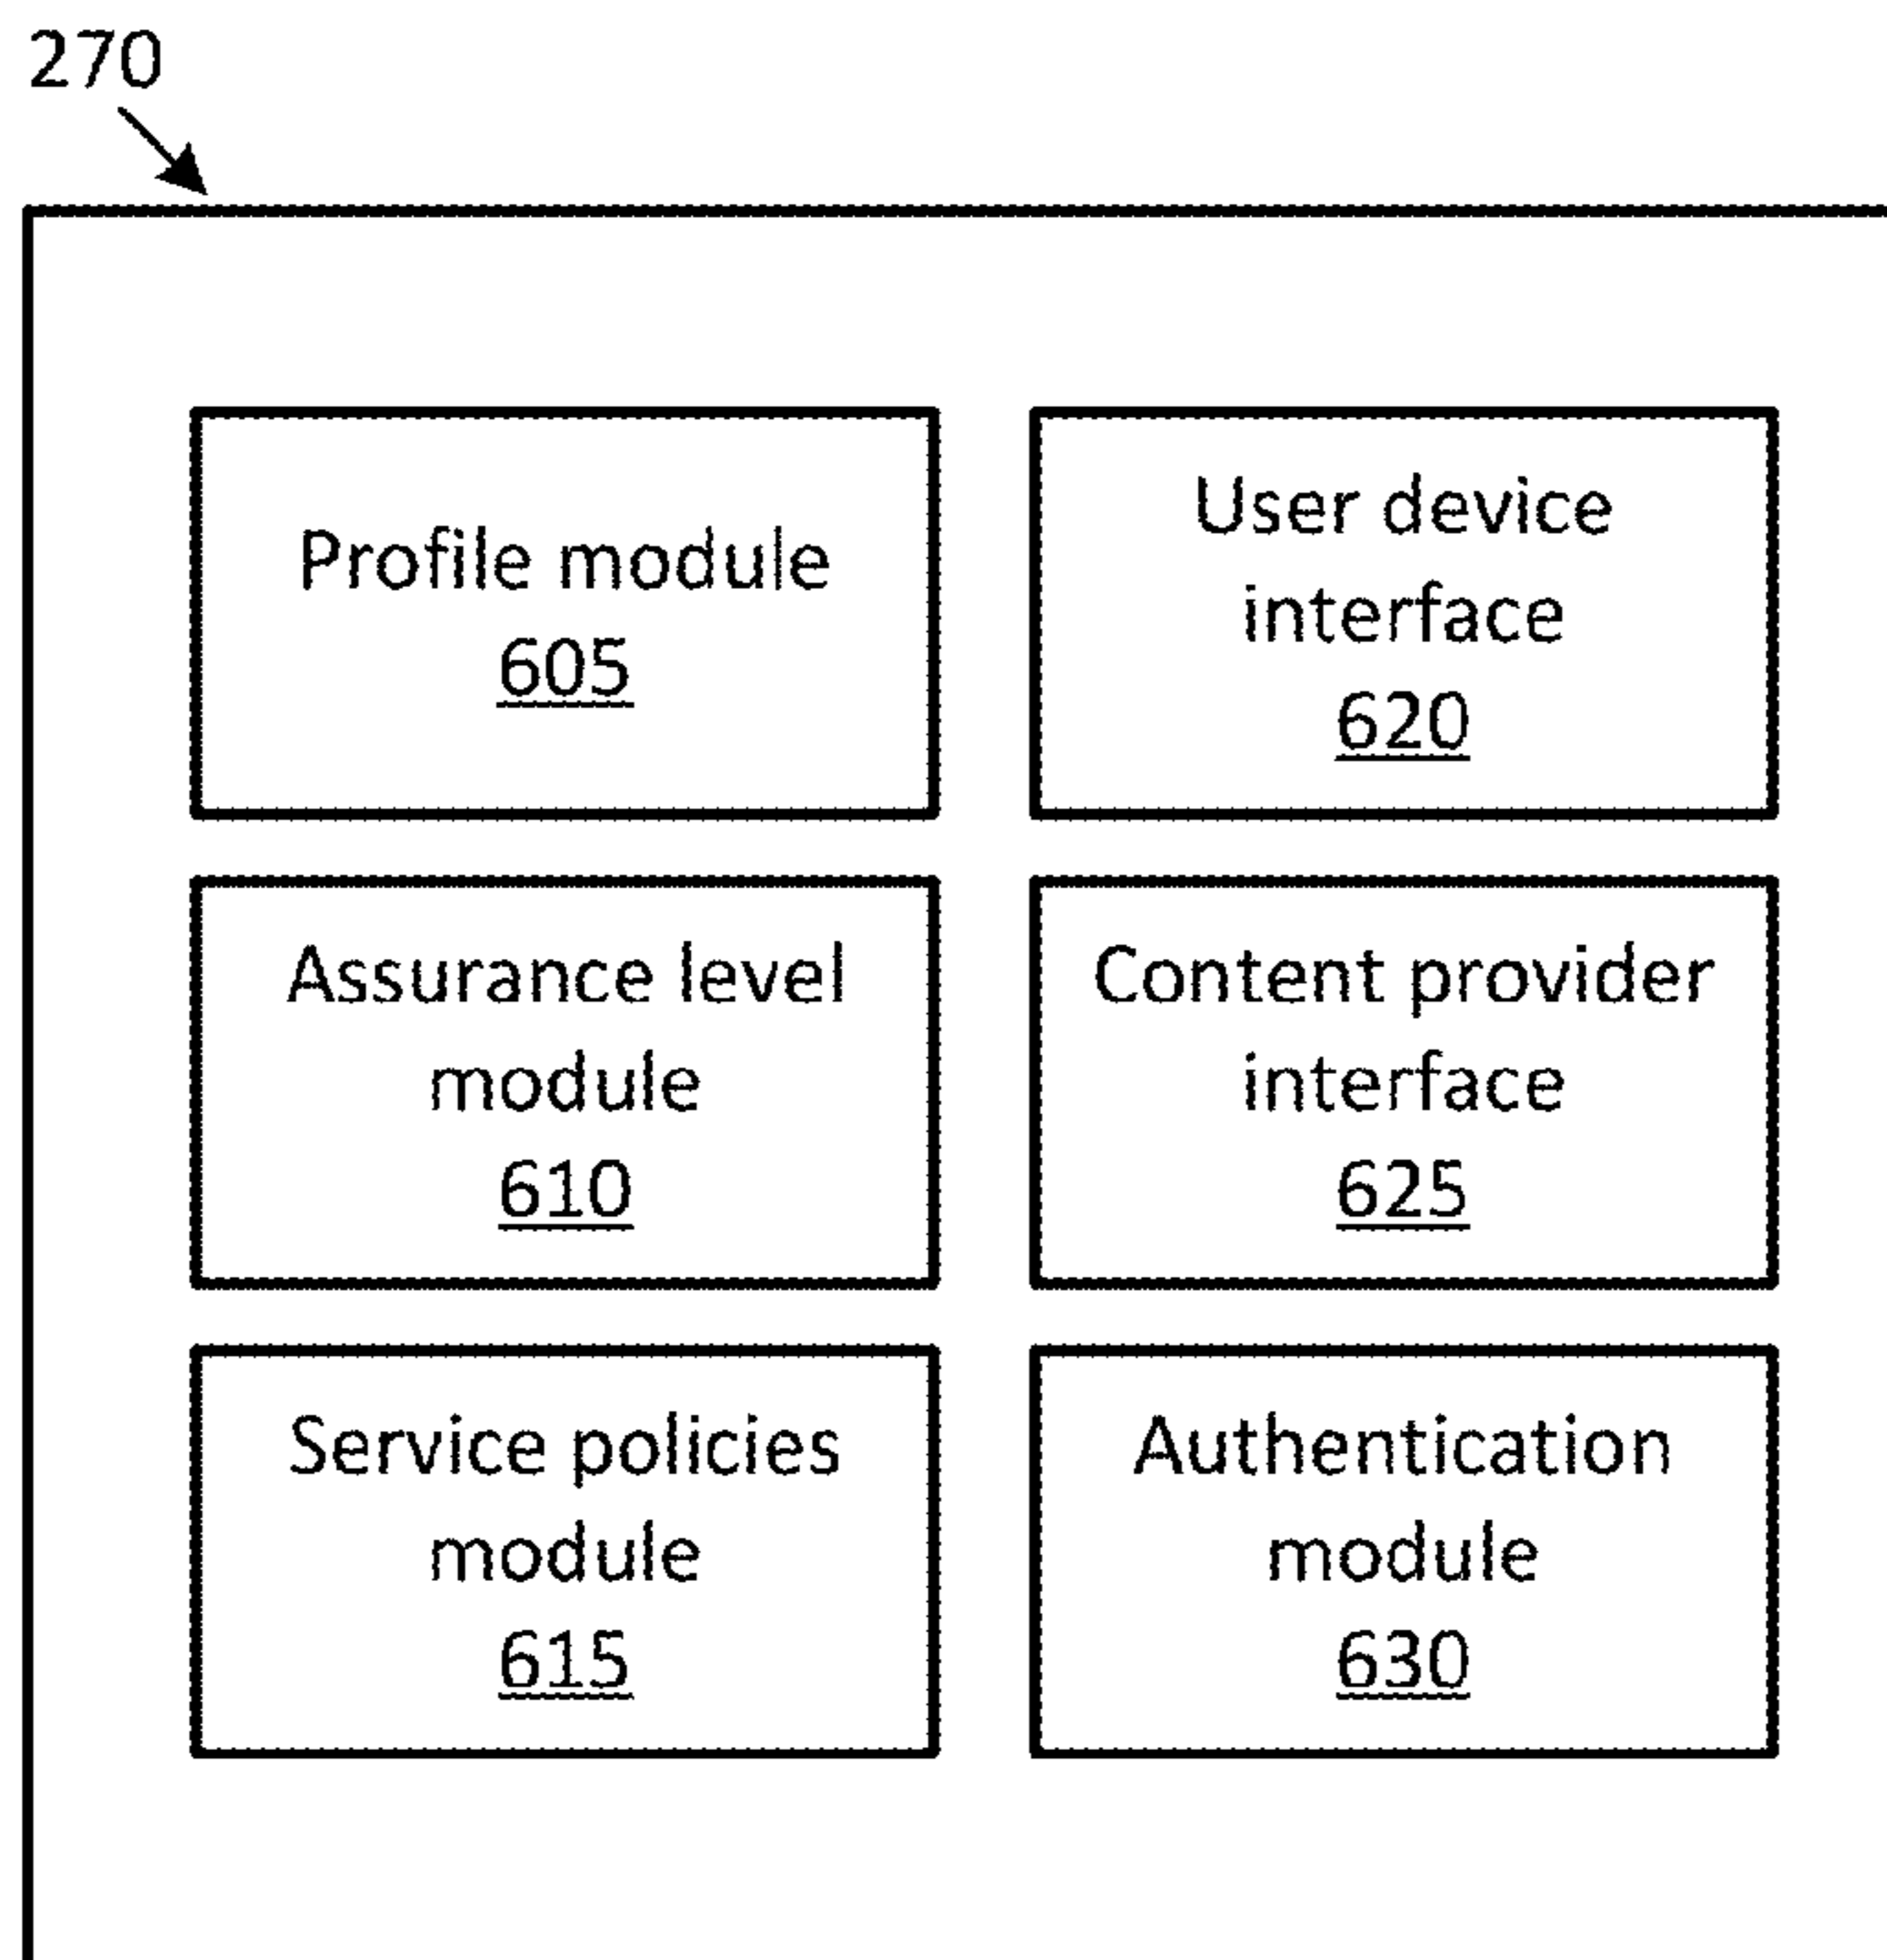 270
Profile module
605
User device
interface
620
Assurance level
module
610
Content provider
interface
625
Service policies
module
615
Authentication
module
630